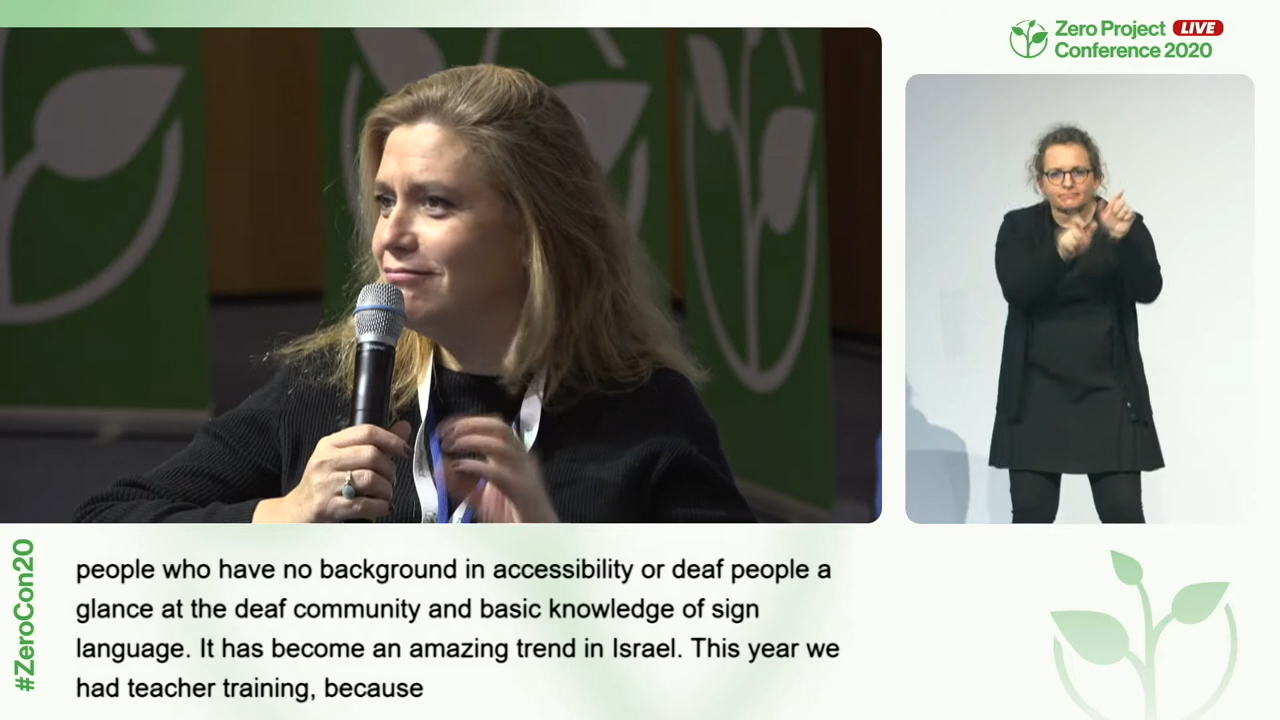 Zero Project LIVE
Conference 2020
#ZeroCon20
people who have no background in accessibility or deaf people a
glance at the deaf community and basic knowledge of sign
language. It has become an amazing trend in Israel. This year we
had teacher training, because